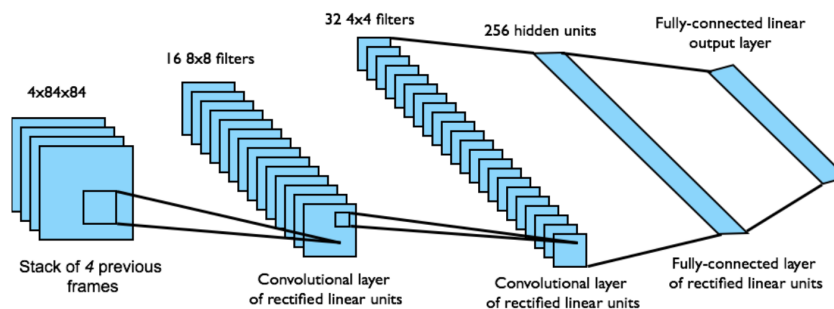 4x84x84
Stack of 4 previous
frames
16 8x8 filters
Convolutional layer
of rectified linear units
32 4x4 filters
Convolutional layer
of rectified linear units
256 hidden units
Fully-connected layer
of rectified linear units
Fully-connected linear
output layer